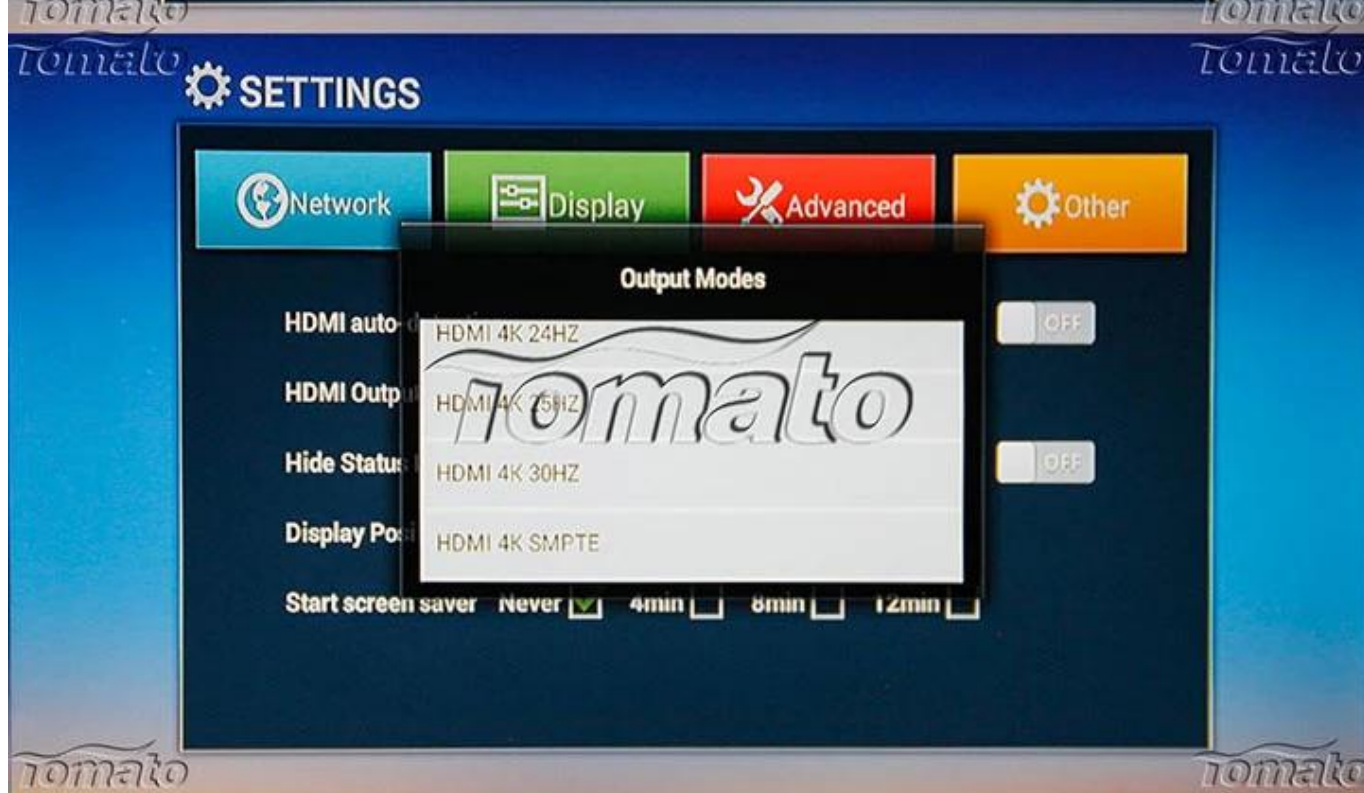 Tomato Tomato
Tomato Tomato
SETTINGS
Network Display Advanced Other
Output Modes
HDMI auto OFF
HDMI 4K 24HZ
HDMI Outp
HDMI 4K 25HZ
Tomato
Hide Status OFF
HDMI 4K 30HZ
Display Posi
HDMI 4K SMPTE
Start screen saver Never 4min 8min 12min
Tomato Tomato